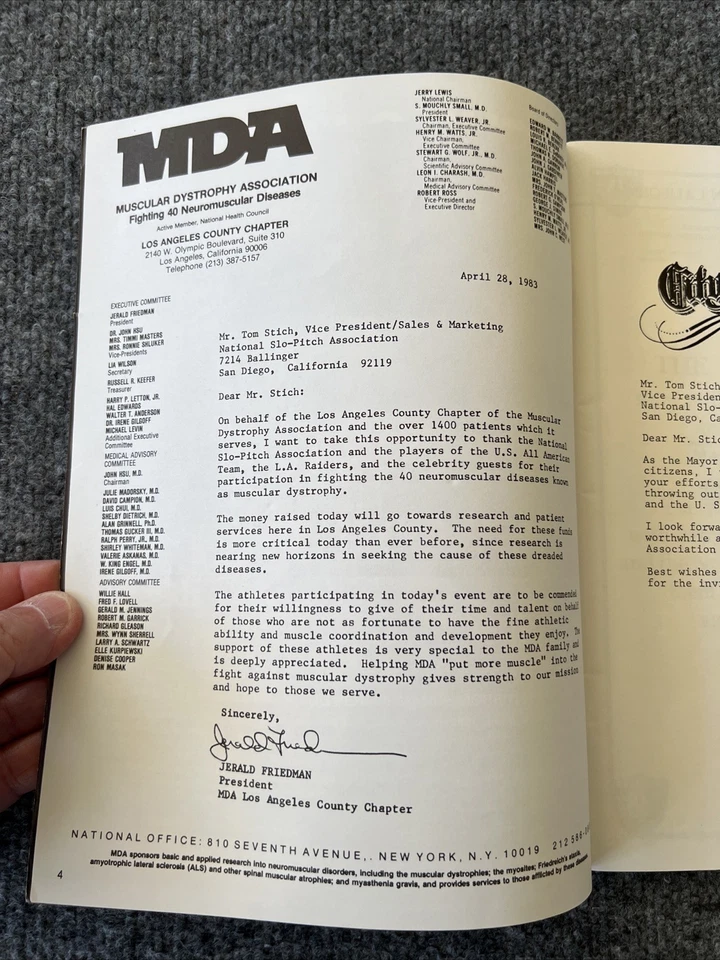 MDA
MUSCULAR DYSTROPHY ASSOCIATION
Fighting 40 Neuromuscular Diseases
Active Member, National Health Council
LOS ANGELES COUNTY CHAPTER
2140 W. Olympic Boulevard, Suite 310
Los Angeles, California 90006
Telephone (213) 387-5157
JERRY LEWIS
National Chairman
S. MOUCHLY SMALL, M.D.
President
SYLVESTER L. WEAVER, JR.
Chairman, Executive Committee
HENRY M. WATTS, JR.
Vice Chairman,
Executive Committee
STEWART G. WOLF, JR., M.D.
Chairman,
Scientific Advisory Committee
LEON I. CHARASH, M.D.
Chairman,
Medical Advisory Committee
ROBERT ROSS
Vice-President and
Executive Director
Board of
April 28, 1983
EXECUTIVE COMMITTEE
JERALD FRIEDMAN
President
DR. JOHN HSU
MRS. TIMMI MASTERS
MRS. RONNIE SHLUKER
Vice-Presidents
LIA WILSON
Secretary
RUSSELL R. KEEFER
Treasurer
HARRY P. LETTON, JR.
HAL EDWARDS
WALTER T. ANDERSON
DR. IRENE GILGOFF
MICHAEL LEVIN
Additional Executive
Committee
MEDICAL ADVISORY
COMMITTEE
JOHN HSU, M.D.
Chairman
JULIE MADORSKY, M.D.
DAVID CAMPION, M.D.
LUIS CHUI, M.D.
SHELBY DIETRICH, M.D.
ALAN GRINNELL, Ph.D.
THOMAS GUCKER III, M.D.
RALPH PERRY, JR., M.D.
SHIRLEY WHITEMAN, M.D.
VALERIE ASKANAS, M.D.
W. KING ENGEL, M.D.
IRENE GILGOFF, M.D.
ADVISORY COMMITTEE
WILLIE HALL
FRED F. LOVELL
GERALD M. JENNINGS
ROBERT M. GARRICK
RICHARD GLEASON
MRS. WYNN SHERRELL
LARRY A. SCHWARTZ
ELLE KURPIEWSKI
DENISE COOPER
RON MASAK
Mr. Tom Stich, Vice President/Sales & Marketing
National Slo-Pitch Association
7214 Ballinger
San Diego, California 92119
Dear Mr. Stich:
On behalf of the Los Angeles County Chapter of the Muscular
Dystrophy Association and the over 1400 patients which it
serves, I want to take this opportunity to thank the National
Slo-Pitch Association and the players of the U.S. All American
Team, the L.A. Raiders, and the celebrity guests for their
participation in fighting the 40 neuromuscular diseases known
as muscular dystrophy.
The money raised today will go towards research and patient
services here in Los Angeles County. The need for these funds
is more critical today than ever before, since research is
nearing new horizons in seeking the cause of these dreaded
diseases.
The athletes participating in today's event are to be commended
for their willingness to give of their time and talent on behalf
of those who are not as fortunate to have the fine athletic
ability and muscle coordination and development they enjoy. The
support of these athletes is very special to the MDA family and
is deeply appreciated. Helping MDA "put more muscle" into the
fight against muscular dystrophy gives strength to our mission
and hope to those we serve.
Sincerely,
Jerald Friedman
JERALD FRIEDMAN
President
MDA Los Angeles County Chapter
NATIONAL OFFICE: 810 SEVENTH AVENUE,. NEW YORK, N.Y. 10019 212 586-
MDA sponsors basic and applied research into neuromuscular disorders, including the muscular dystrophies; the myosites; Friedreich's ataxia,
amyotrophic lateral sclerosis (ALS) and other spinal muscular atrophies; and myasthenia gravis, and provides services to those afflicted by these
4
City
Mr. Tom Stich
Vice Presiden
National Slo-
San Diego, Ca
Dear Mr. Stic
As the Mayor
citizens, I
your efforts
throwing out
and the U. S
I look forwa
worthwhile a
Association
Best wishes
for the inv